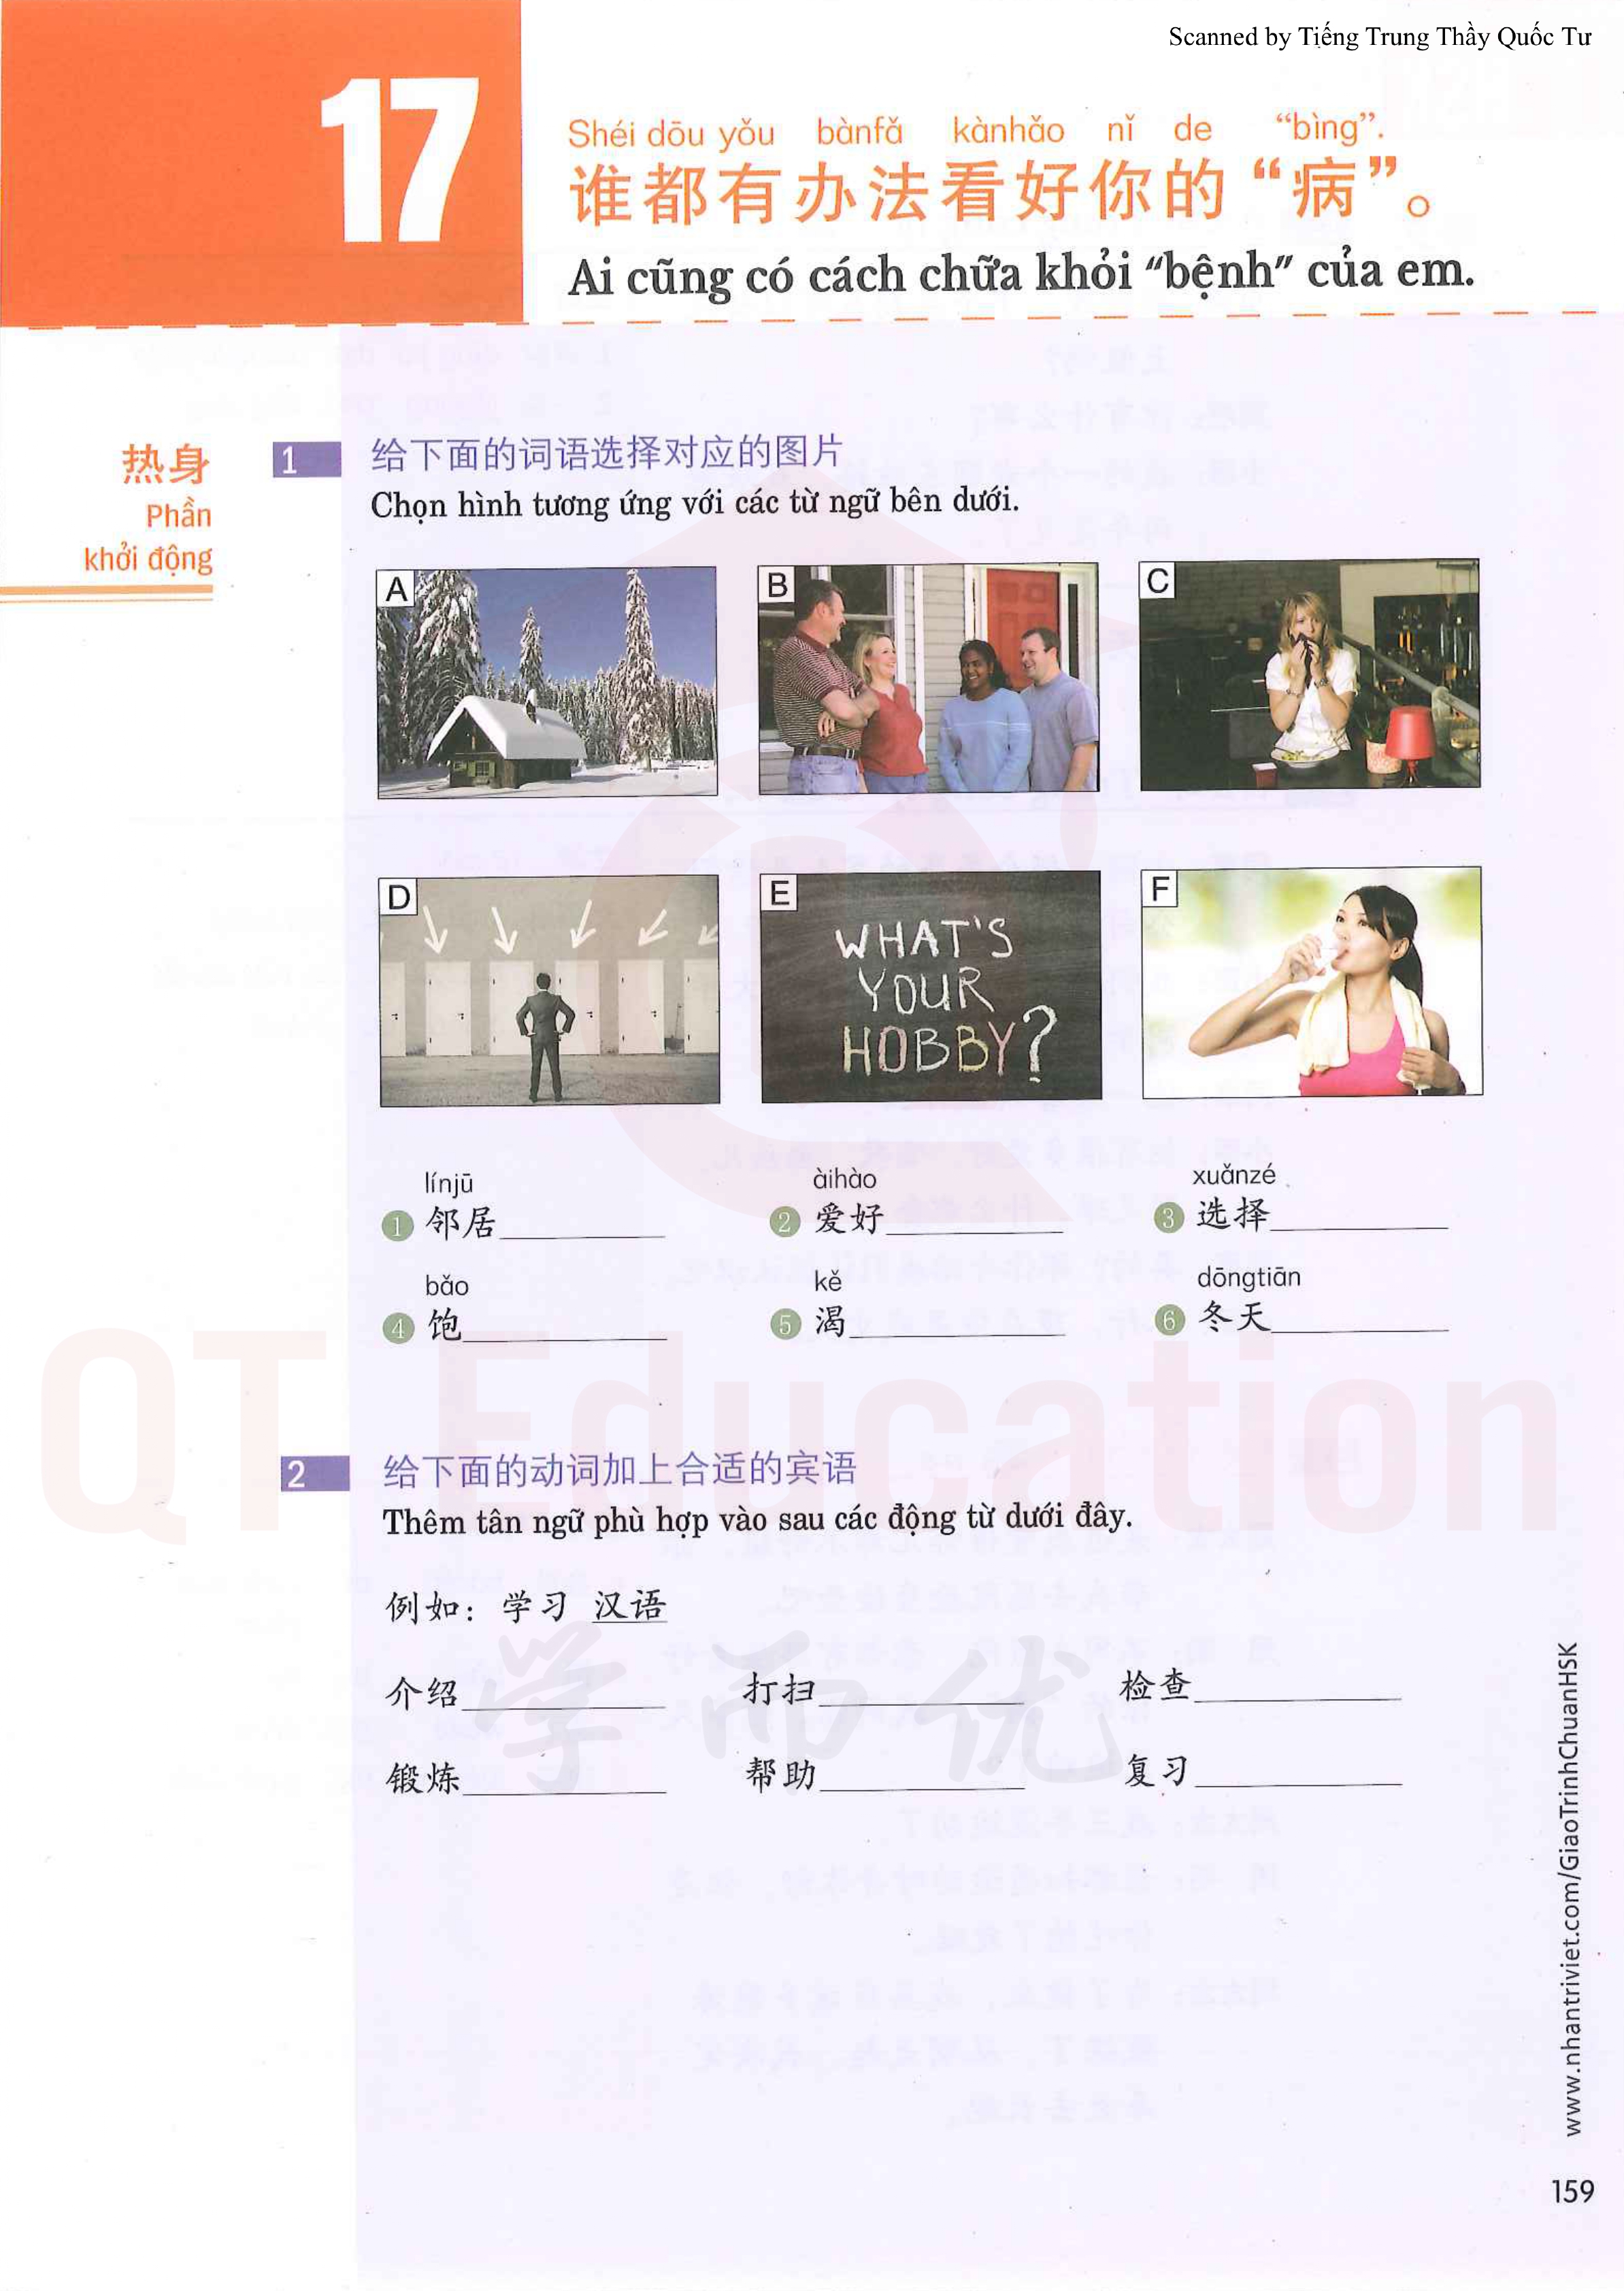 Scanned by Tiếng Trung Thầy Quốc Tư
17
Shéi dōu yǒu bànfǎ kànhǎo nǐ de “bìng”.
谁都有办法看好你的“病”。
Ai cũng có cách chữa khỏi “bệnh” của em.
热身
Phần
khởi động
1 给下面的词语选择对应的图片
Chọn hình tương ứng với các từ ngữ bên dưới.
A
B
C
D
E
WHAT'S
YOUR
HOBBY?
F
línjū àihào xuǎnzé
1 邻居________ 2 爱好________ 3 选择________
bǎo kě dōngtiān
4 饱________ 5 渴________ 6 冬天________
QT Education
2 给下面的动词加上合适的宾语
Thêm tân ngữ phù hợp vào sau các động từ dưới đây.
例如：学习 汉语
学而优
介绍________ 打扫________ 检查________
锻炼________ 帮助________ 复习________
www.nhantriviet.com/GiaoTrinhChuanHSK
159